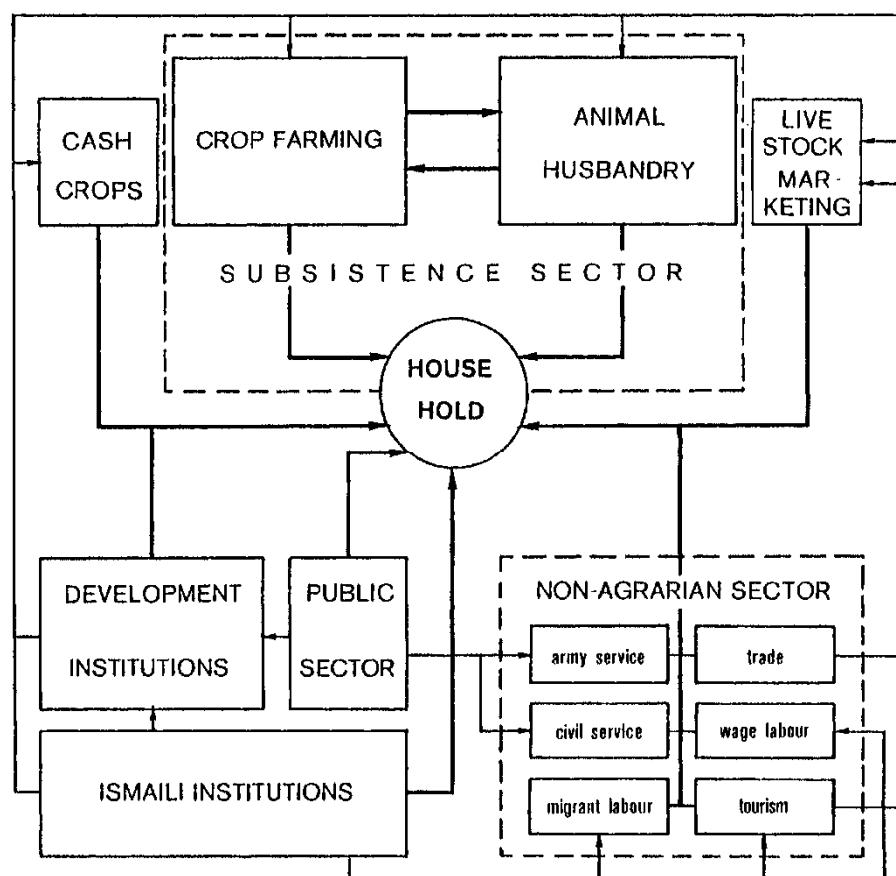 CASH
CROPS
CROP FARMING
ANIMAL
HUSBANDRY
LIVE
STOCK
MAR-
KETING
SUBSISTENCE SECTOR
HOUSE
HOLD
DEVELOPMENT
INSTITUTIONS
PUBLIC
SECTOR
NON-AGRARIAN SECTOR
army service
trade
civil service
wage labour
migrant labour
tourism
ISMAILI INSTITUTIONS